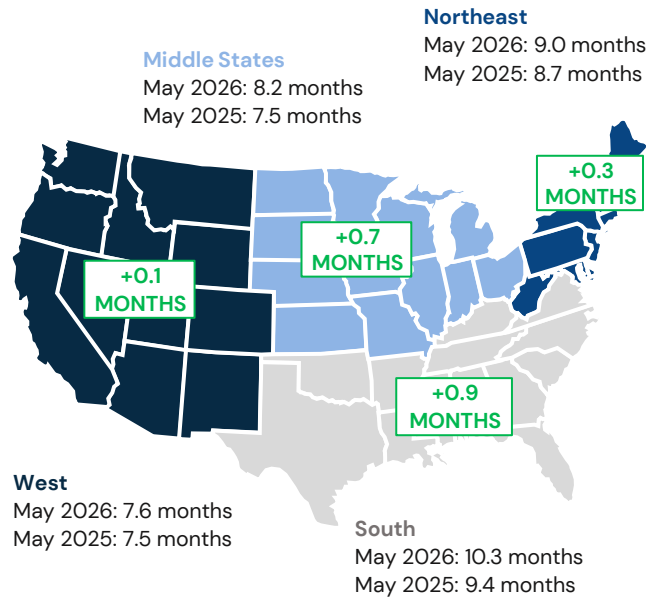 Northeast
May 2026: 9.0 months
May 2025: 8.7 months
Middle States
May 2026: 8.2 months
May 2025: 7.5 months
+0.3
MONTHS
+0.7
MONTHS
+0.1
MONTHS
+0.9
MONTHS
West
May 2026: 7.6 months
May 2025: 7.5 months
South
May 2026: 10.3 months
May 2025: 9.4 months